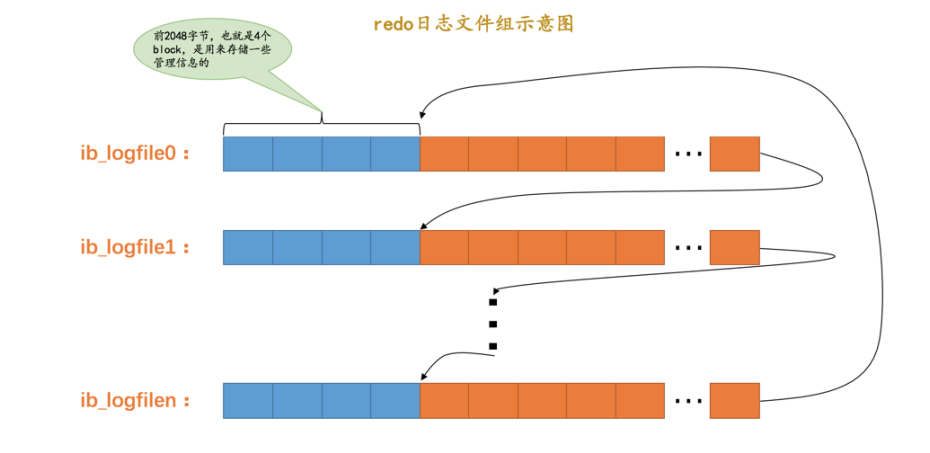 redo日志文件组示意图
前2048字节，也就是4个
block，是用来存储一些
管理信息的
ib_logfile0：
...
ib_logfile1：
...
ib_logfilen：
...